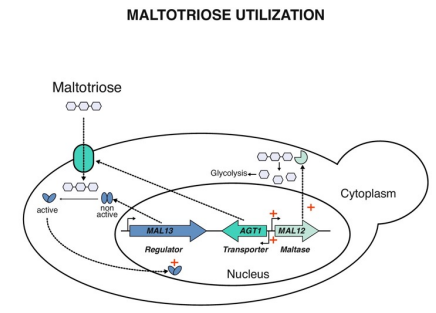 MALTOTRIOSE UTILIZATION
Maltotriose
Glycolysis
Cytoplasm
active
non
active
MAL13
AGT1
MAL12
Regulator
Transporter
Maltase
Nucleus